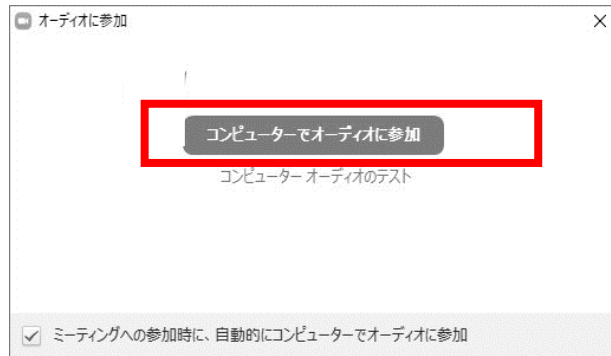 オーディオに参加
コンピューターでオーディオに参加
コンピューター オーディオのテスト
ミーティングへの参加時に、自動的にコンピューターでオーディオに参加